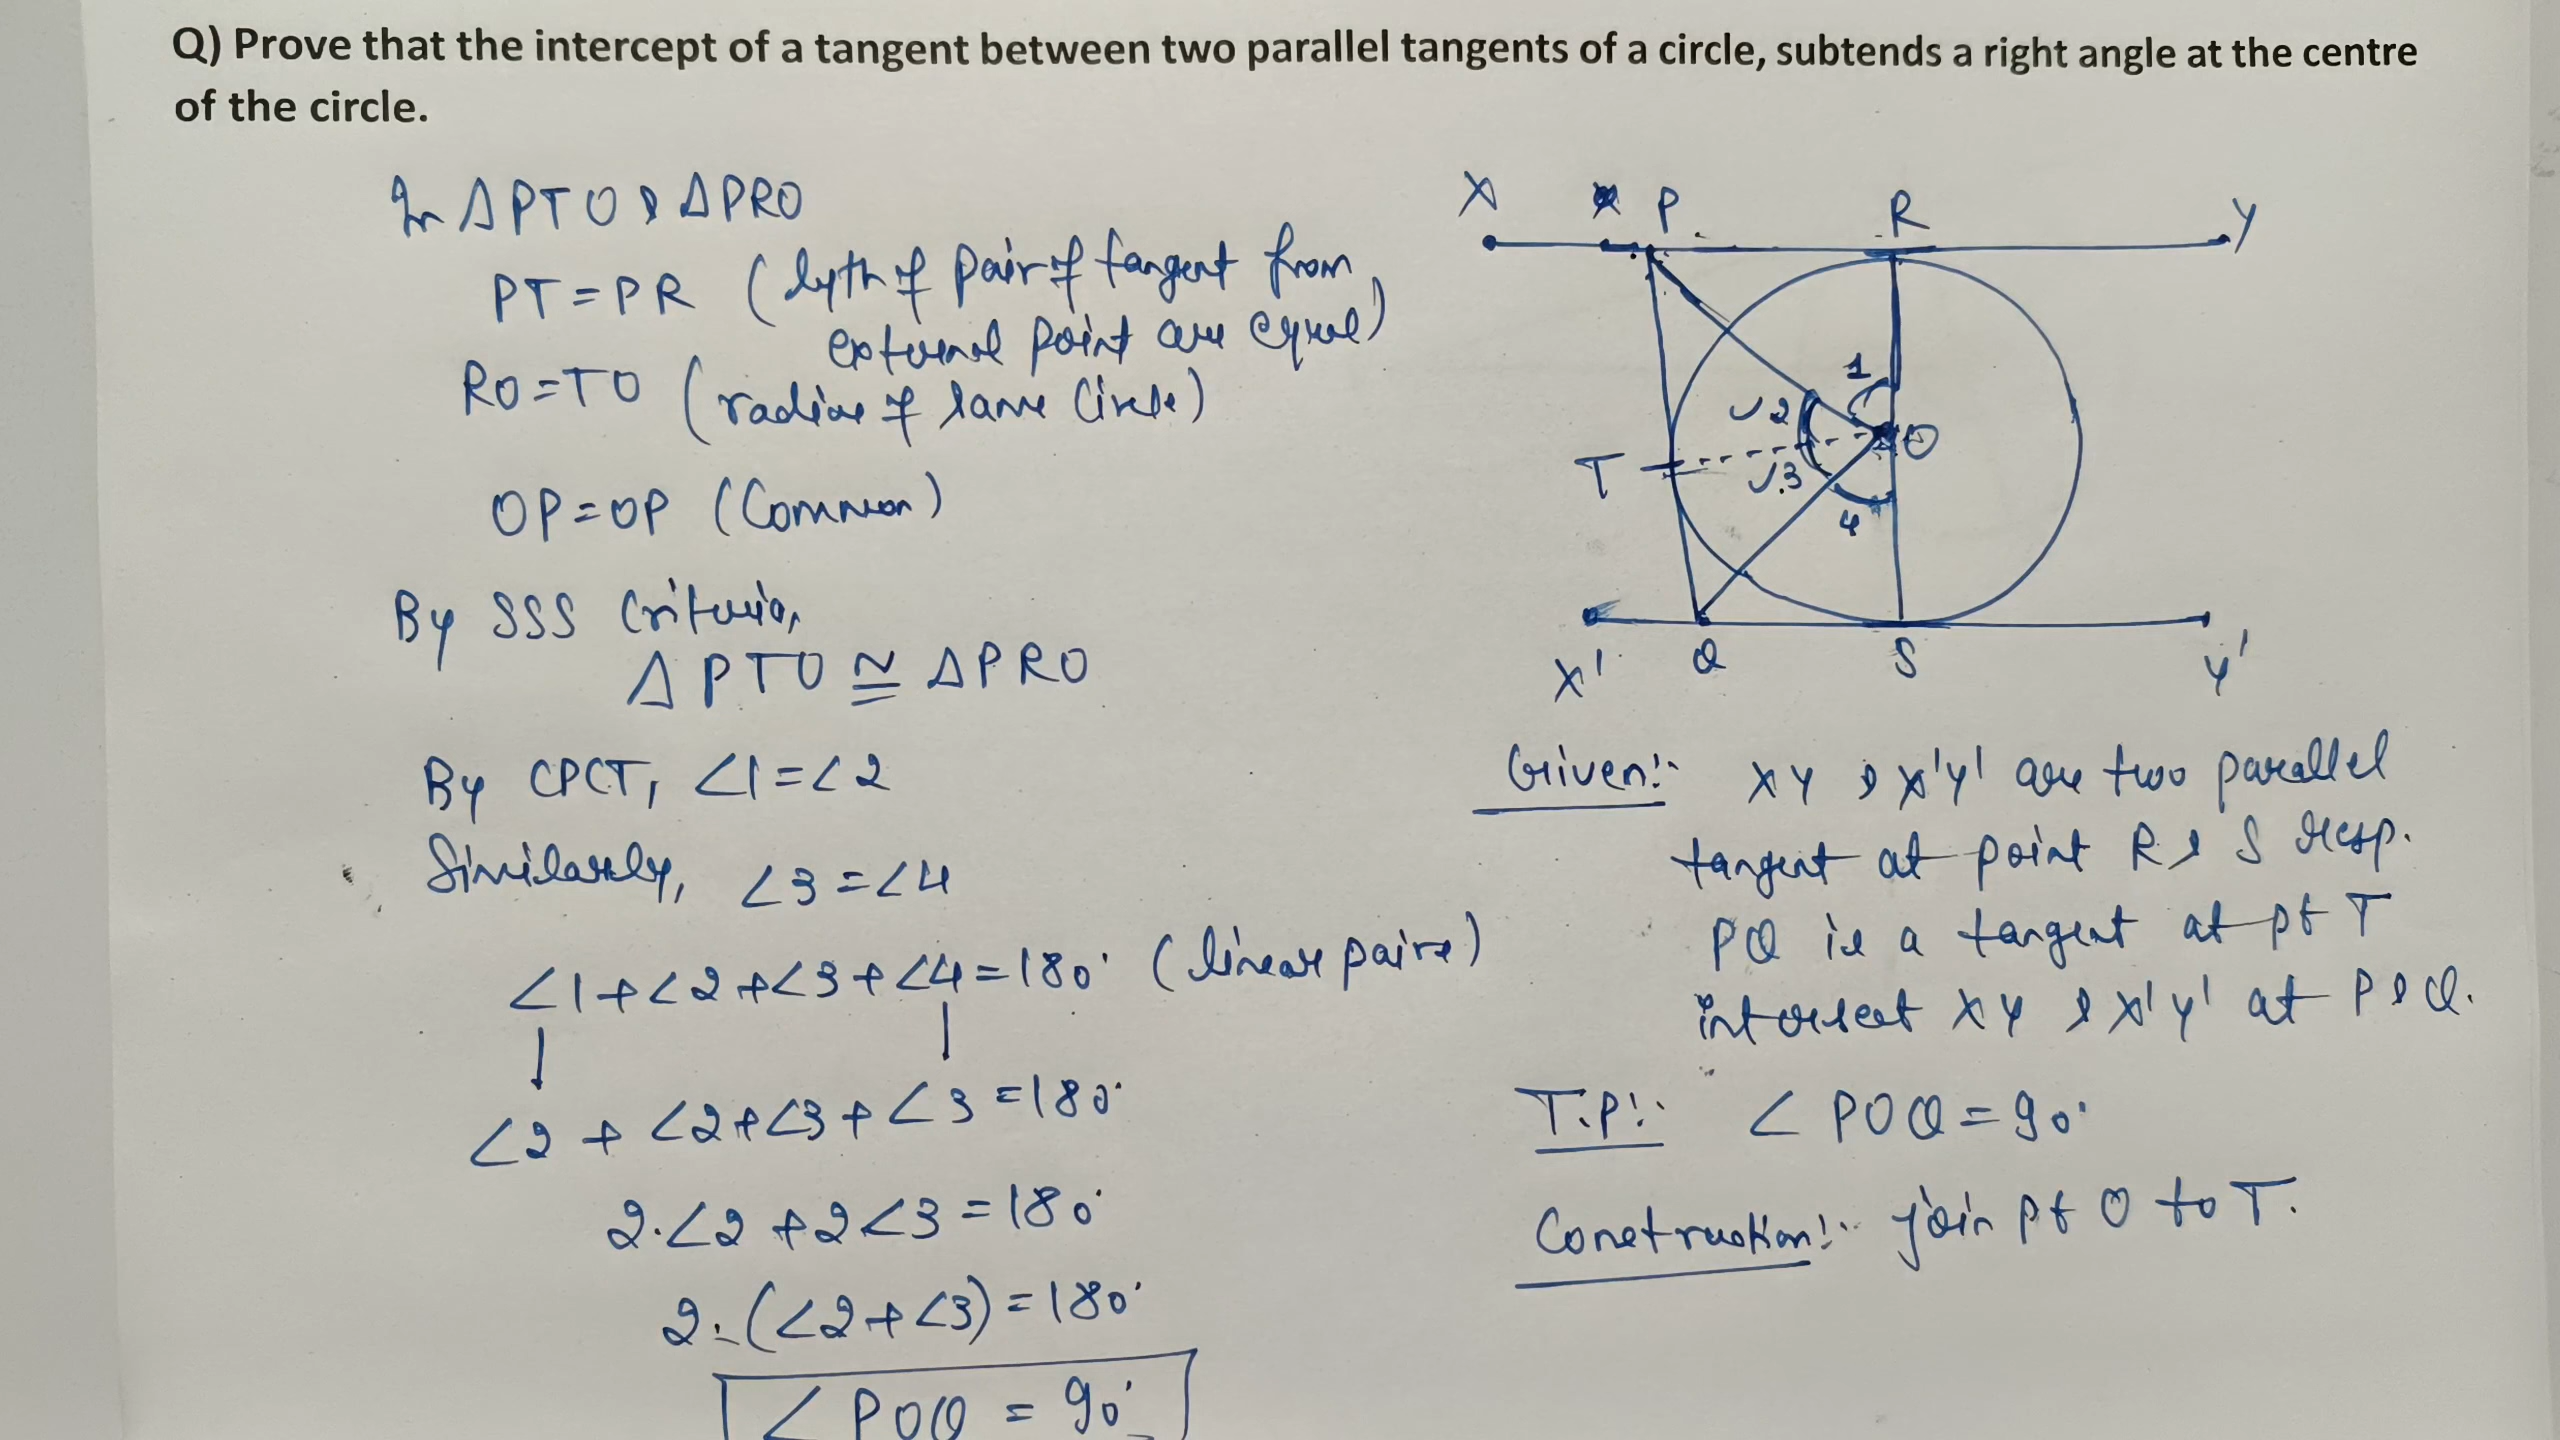 Q) Prove that the intercept of a tangent between two parallel tangents of a circle, subtends a right angle at the centre
of the circle.
In ΔPTO & ΔPRO
PT = PR (lgth of pair of tangent from
external point are equal)
RO = TO (radius of same Circle)
OP = OP (Common)
By SSS Criteria,
ΔPTO ≅ ΔPRO
By CPCT, ∠1 = ∠2
Similarly, ∠3 = ∠4
∠1 + ∠2 + ∠3 + ∠4 = 180° (linear pairs)
∠2 + ∠2 + ∠3 + ∠3 = 180°
2·∠2 + 2∠3 = 180°
2·(∠2 + ∠3) = 180°
∠POQ = 90°
X P R Y
1
2
O
T
3
4
X' Q S Y'
Given:- XY & X'Y' are two parallel
tangent at point R & S resp.
PQ is a tangent at pt T
intersect XY & X'Y' at P & Q.
T.P:- ∠POQ = 90°
Construction:- join pt O to T.